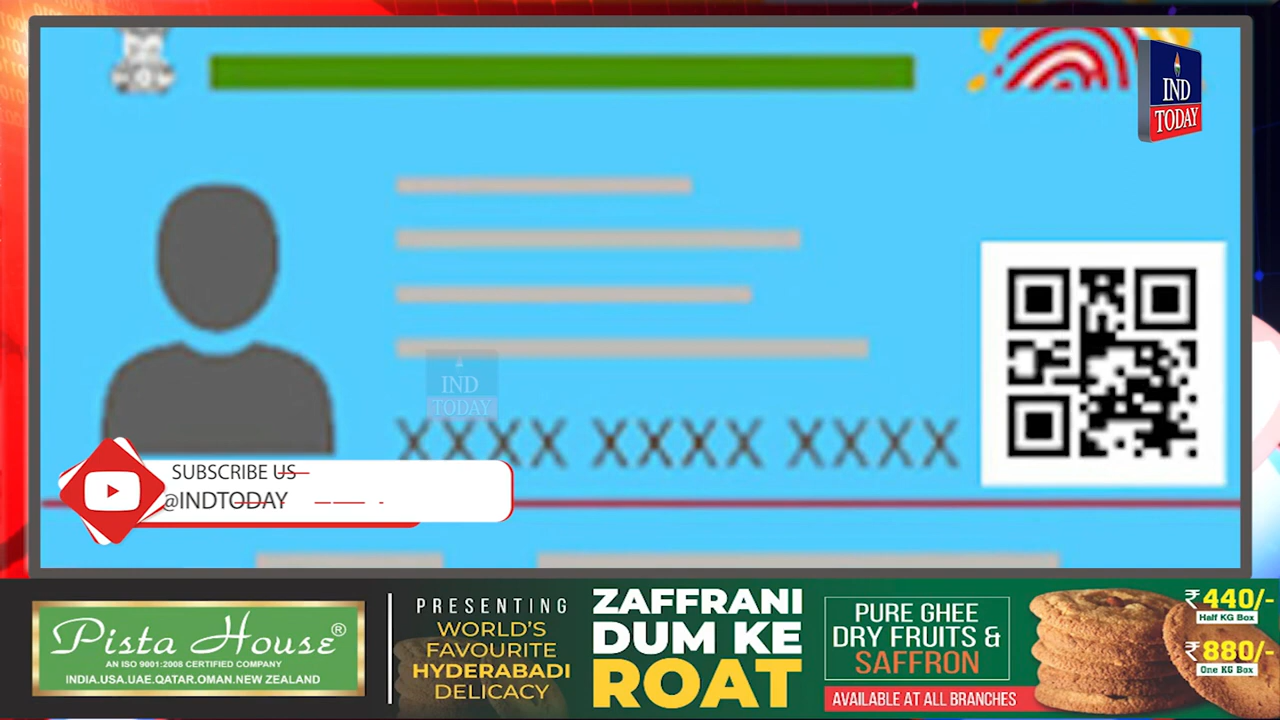 IND
TODAY
IND
TODAY
XXXX XXXX XXXX
SUBSCRIBE US
@INDTODAY
Pista House®
AN ISO 9001:2008 CERTIFIED COMPANY
INDIA.USA.UAE.QATAR.OMAN.NEW ZEALAND
PRESENTING
WORLD'S
FAVOURITE
HYDERABADI
DELICACY
ZAFFRANI
DUM KE
ROAT
PURE GHEE
DRY FRUITS &
SAFFRON
AVAILABLE AT ALL BRANCHES
₹440/-
Half KG Box
₹880/-
One KG Box